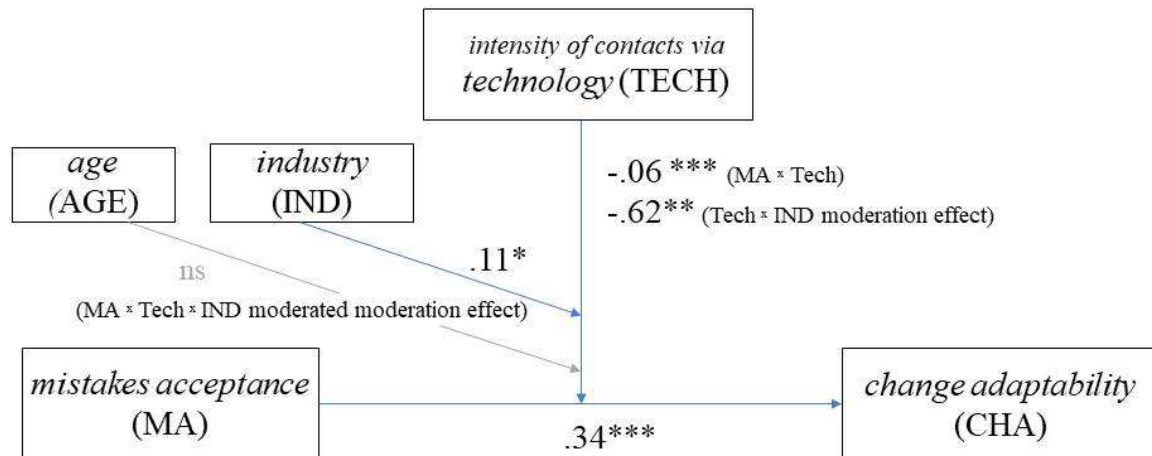 intensity of contacts via
technology (TECH)
age
(AGE)
industry
(IND)
-.06 *** (MA x Tech)
-.62** (Tech x IND moderation effect)
.11*
ns
(MA x Tech x IND moderated moderation effect)
mistakes acceptance
(MA)
change adaptability
(CHA)
.34***